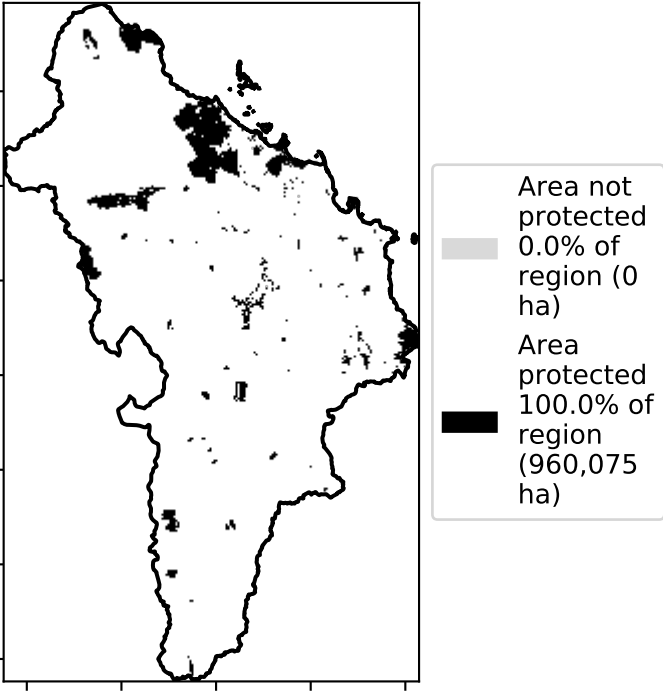 Area not
protected
0.0% of
region (0
ha)
Area
protected
100.0% of
region
(960,075
ha)